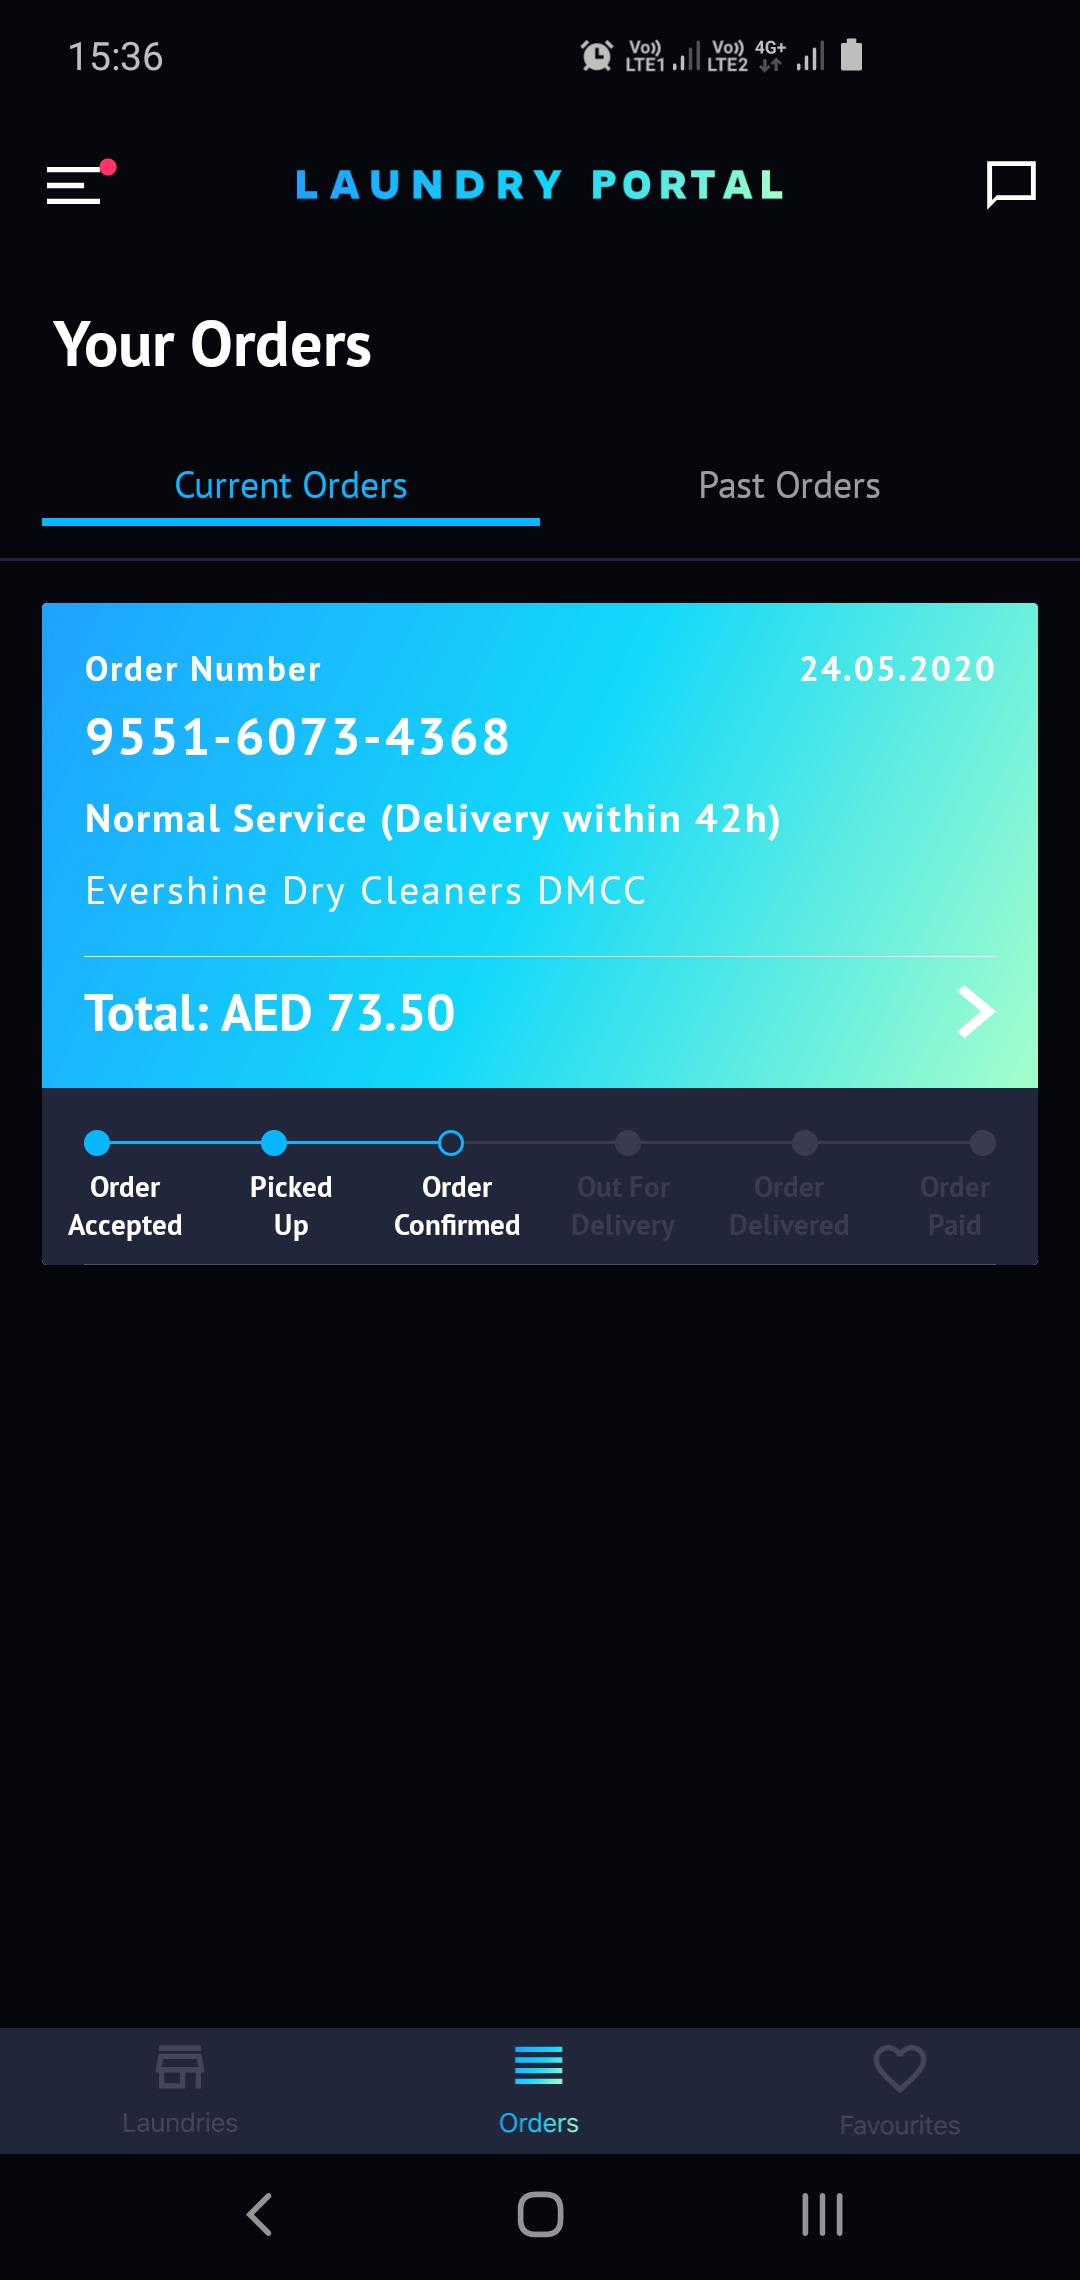 15:36
Vo)) LTE1 Vo)) LTE2 4G+
LAUNDRY PORTAL
Your Orders
Current Orders Past Orders
Order Number 24.05.2020
9551-6073-4368
Normal Service (Delivery within 42h)
Evershine Dry Cleaners DMCC
Total: AED 73.50
Order Picked Order Out For Order Order
Accepted Up Confirmed Delivery Delivered Paid
Laundries Orders Favourites